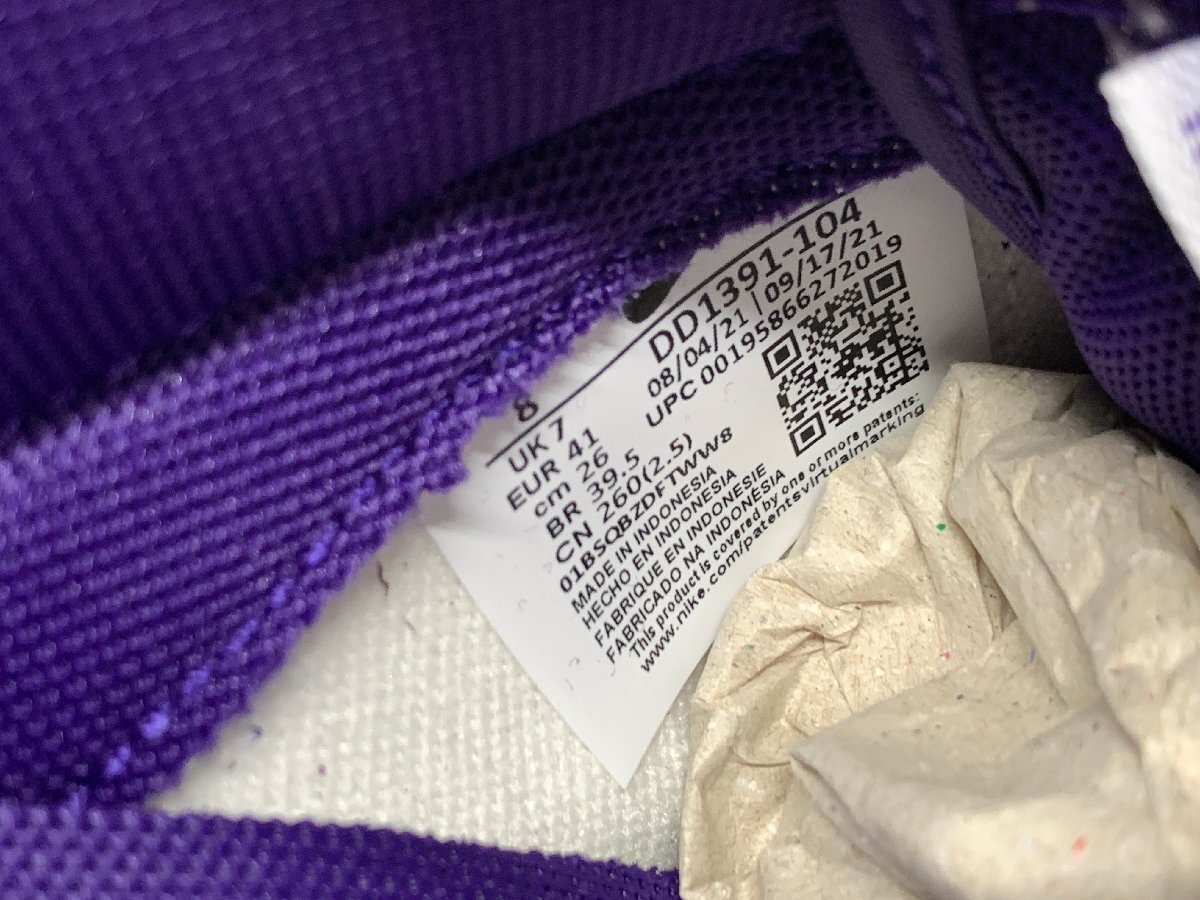 8
UK 7
EUR 41
cm 26
BR 39.5
CN 260(2.5)
DD1391-104
08/04/21 | 09/17/21
UPC 00195866272019
01BSQBZDFTWW8
MADE IN INDONESIA
HECHO EN INDONESIA
FABRIQUE EN INDONESIE
FABRICADO NA INDONÉSIA
This product is covered by one or more patents:
www.nike.com/patentsvirtualmarking